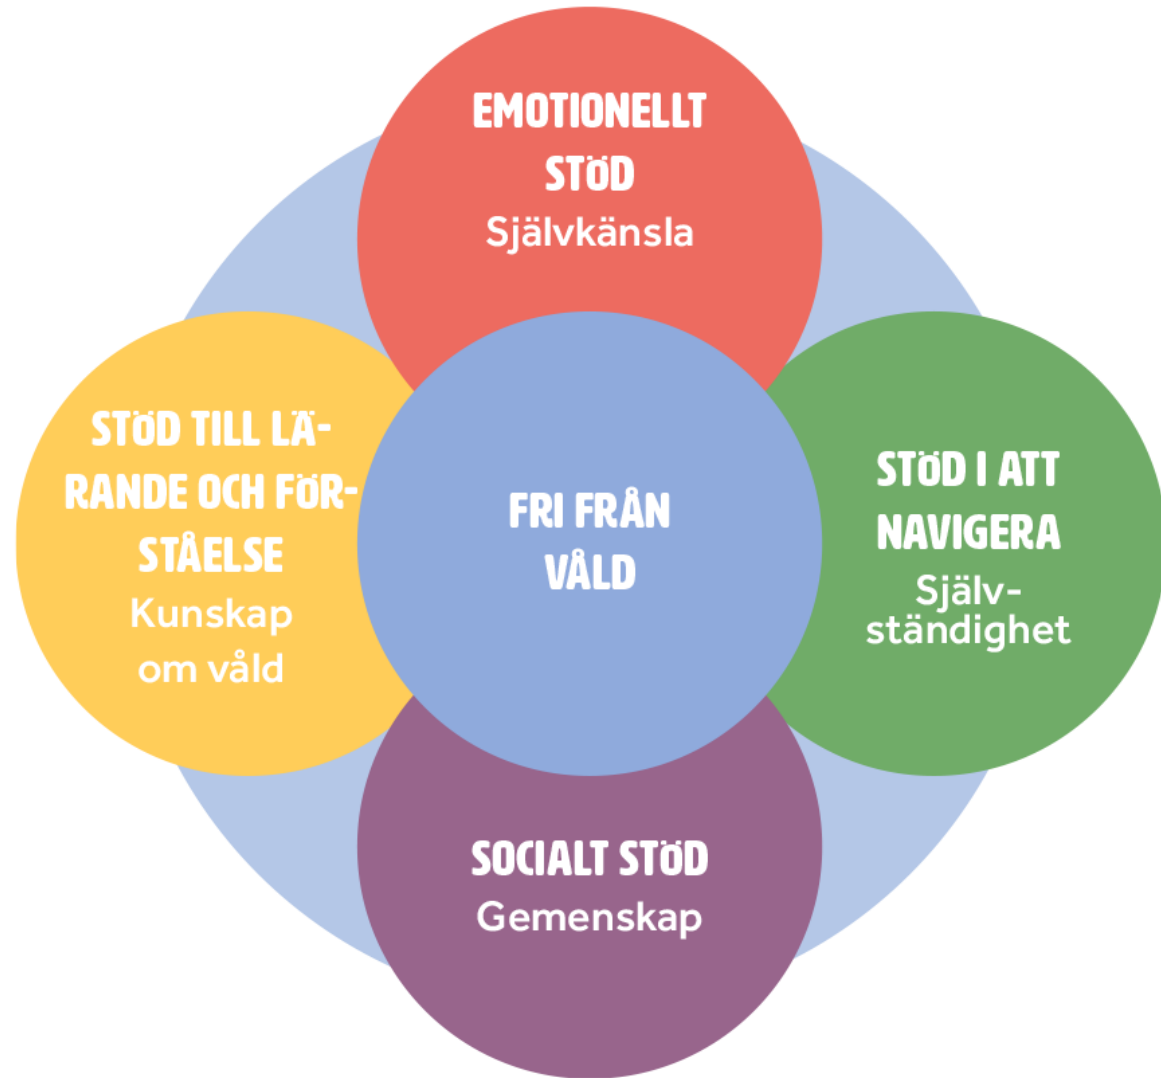 EMOTIONELLT
STÖD
Självkänsla
STÖD TILL LÄ-
RANDE OCH FÖR-
STÅELSE
Kunskap
om våld
FRI FRÅN
VÅLD
STÖD I ATT
NAVIGERA
Själv-
ständighet
SOCIALT STÖD
Gemenskap